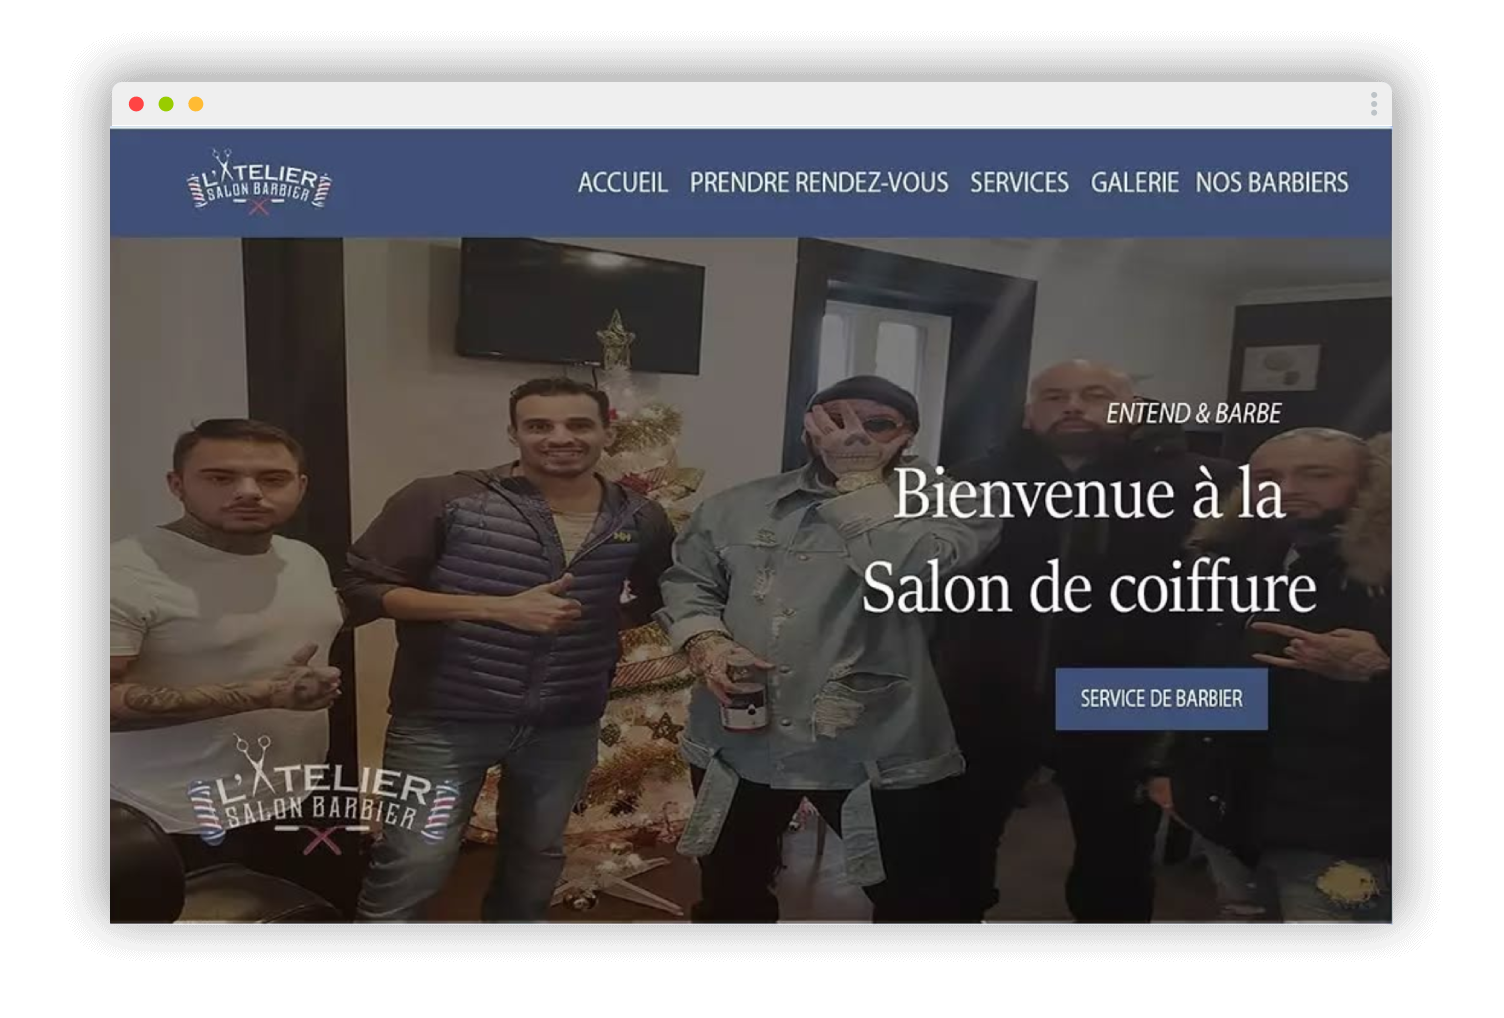 L'ATELIER
SALON BARBIER
ACCUEIL PRENDRE RENDEZ-VOUS SERVICES GALERIE NOS BARBIERS
ENTEND & BARBE
Bienvenue à la
Salon de coiffure
SERVICE DE BARBIER
L'ATELIER
SALON BARBIER